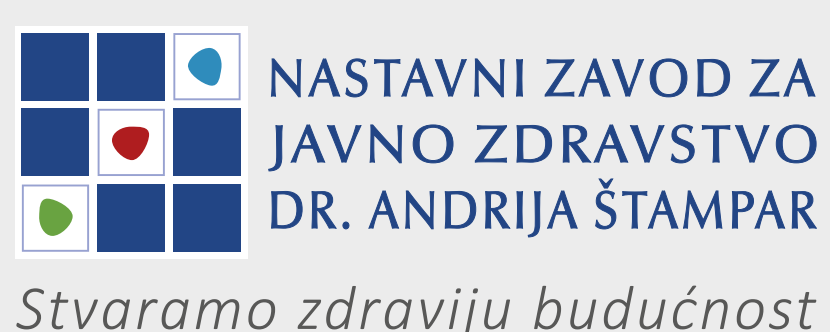 NASTAVNI ZAVOD ZA
JAVNO ZDRAVSTVO
DR. ANDRIJA ŠTAMPAR
Stvaramo zdraviju budućnost